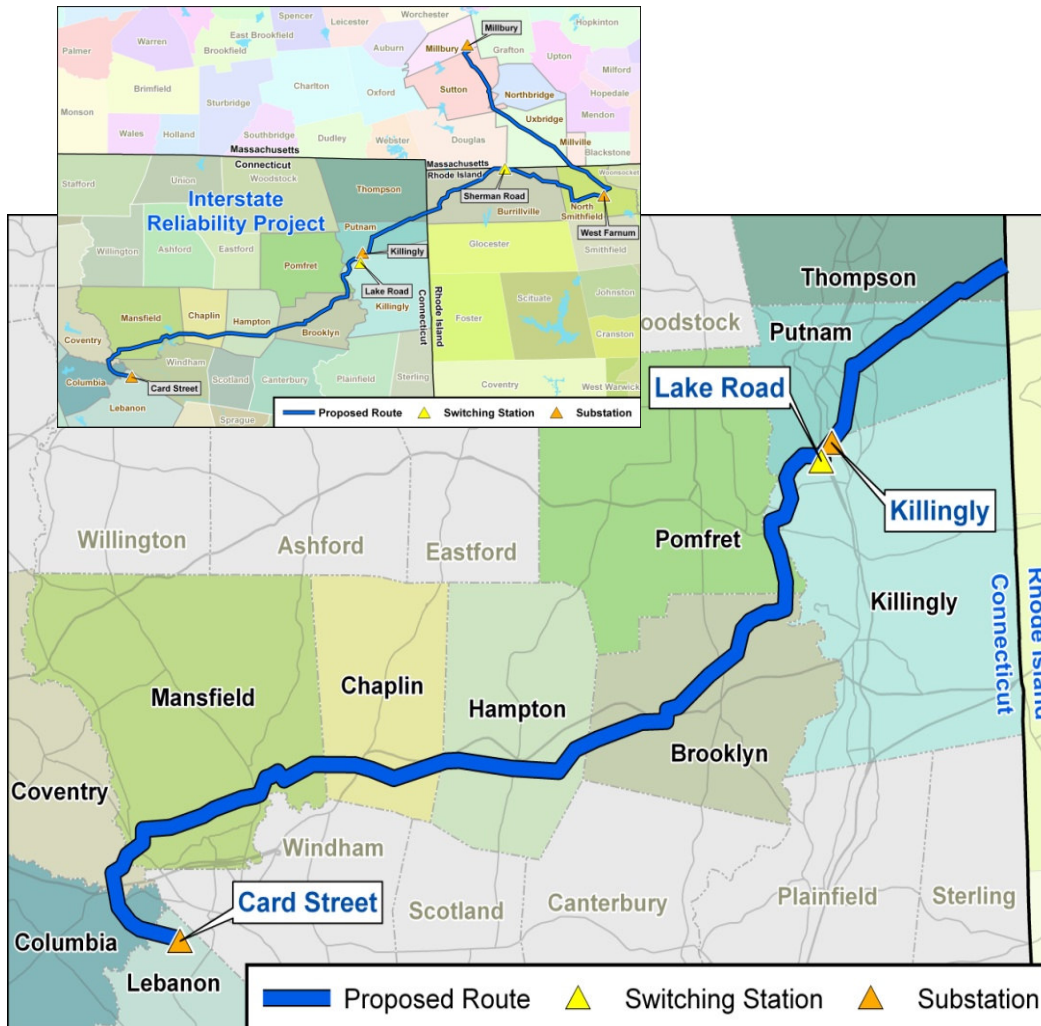 Spencer
Leicester
Worchester
Hopkinton
Palmer
Warren
East Brookfield
Brookfield
Auburn
Millbury
Millbury
Grafton
Upton
Milford
Brimfield
Charlton
Oxford
Sutton
Northbridge
Hopedale
Monson
Sturbridge
Uxbridge
Mendon
Wales
Holland
Southbridge
Dudley
Webster
Douglas
Millville
Blackstone
Massachusetts
Connecticut
Massachusetts
Rhode Island
Stafford
Union
Woodstock
Thompson
Woonsocket
Interstate
Reliability Project
Sherman Road
Burrillville
North
Smithfield
West Farnum
Putnam
Smithfield
Willington
Ashford
Eastford
Pomfret
Killingly
Lake Road
Killingly
Glocester
Connecticut
Rhode Island
Scituate
Johnston
Mansfield
Chaplin
Hampton
Brooklyn
Foster
Cranston
Coventry
Windham
Columbia
Card Street
Scotland
Canterbury
Plainfield
Sterling
Coventry
West Warwick
Lebanon
Sprague
Proposed Route
Switching Station
Substation
Thompson
oodstock
Putnam
Lake Road
Killingly
Willington
Ashford
Eastford
Pomfret
Killingly
Connecticut
Rhode Island
Mansfield
Chaplin
Hampton
Brooklyn
Coventry
Windham
Card Street
Scotland
Canterbury
Plainfield
Sterling
Columbia
Lebanon
Proposed Route
Switching Station
Substation